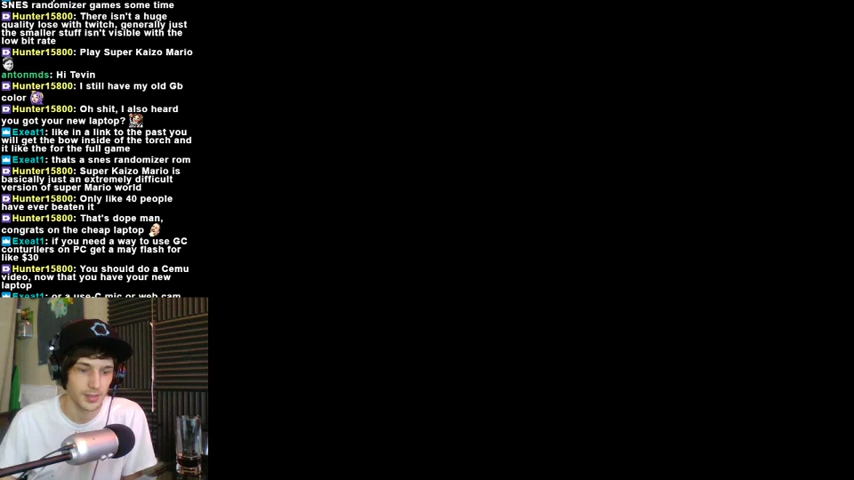 SNES randomizer games some time
Hunter15800: There isn't a huge
quality lose with twitch, generally just
the smaller stuff isn't visible with the
low bit rate
Hunter15800: Play Super Kaizo Mario
antonmds: Hi Tevin
Hunter15800: I still have my old Gb
color
Hunter15800: Oh shit, I also heard
you got your new laptop?
Exeat1: like in a link to the past you
will get the bow inside of the torch and
it like the for the full game
Exeat1: thats a snes randomizer rom
Hunter15800: Super Kaizo Mario is
basically just an extremely difficult
version of super Mario world
Hunter15800: Only like 40 people
have ever beaten it
Hunter15800: That's dope man,
congrats on the cheap laptop
Exeat1: if you need a way to use GC
conturllers on PC get a may flash for
like $30
Hunter15800: You should do a Cemu
video, now that you have your new
laptop
Exeat1: or a use-C mic or web cam